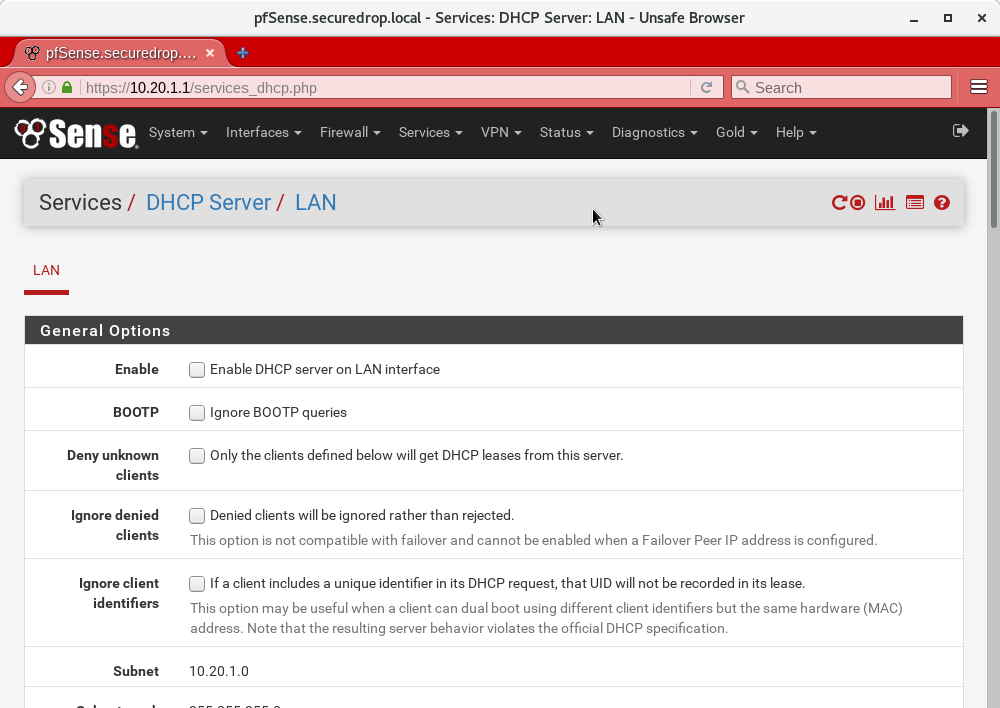 pfSense.securedrop.local - Services: DHCP Server: LAN - Unsafe Browser
pfSense.securedrop....
https://10.20.1.1/services_dhcp.php
Search
Sense
System Interfaces Firewall Services VPN Status Diagnostics Gold Help
Services / DHCP Server / LAN
LAN
General Options
Enable
Enable DHCP server on LAN interface
BOOTP
Ignore BOOTP queries
Deny unknown
clients
Only the clients defined below will get DHCP leases from this server.
Ignore denied
clients
Denied clients will be ignored rather than rejected.
This option is not compatible with failover and cannot be enabled when a Failover Peer IP address is configured.
Ignore client
identifiers
If a client includes a unique identifier in its DHCP request, that UID will not be recorded in its lease.
This option may be useful when a client can dual boot using different client identifiers but the same hardware (MAC)
address. Note that the resulting server behavior violates the official DHCP specification.
Subnet
10.20.1.0